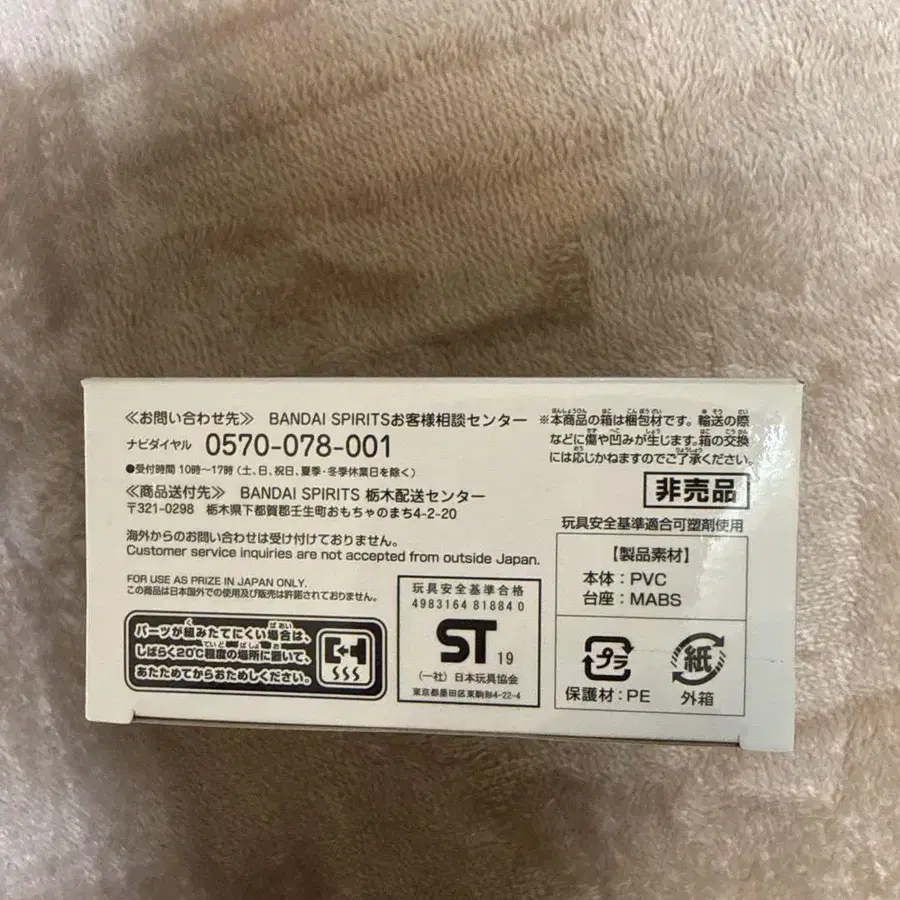 ≪お問い合わせ先≫ BANDAI SPIRITSお客様相談センター
ナビダイヤル 0570-078-001
●受付時間 10時〜17時 (土、日、祝日、夏季・冬季休業日を除く)
≪商品送付先≫ BANDAI SPIRITS 栃木配送センター
〒321-0298 栃木県下都賀郡壬生町おもちゃのまち4-2-20
海外からのお問い合わせは受け付けておりません。
Customer service inquiries are not accepted from outside Japan.
FOR USE AS PRIZE IN JAPAN ONLY.
この商品は日本国外での使用及び販売は許諾されておりません。
パーツが組みたてにくい場合は、
しばらく20℃程度の場所に置いて、
あたためてからおためしください。
玩具安全基準合格
4983164 81884 0
ST 19
(一社) 日本玩具協会
東京都墨田区東駒形4-22-4
※本商品の箱は梱包材です。輸送の際
などに傷や凹みが生じます。箱の交換
には応じかねますのでご了承ください。
非売品
玩具安全基準適合可塑剤使用
【製品素材】
本体：PVC
台座：MABS
プラ
保護材：PE
紙
外箱